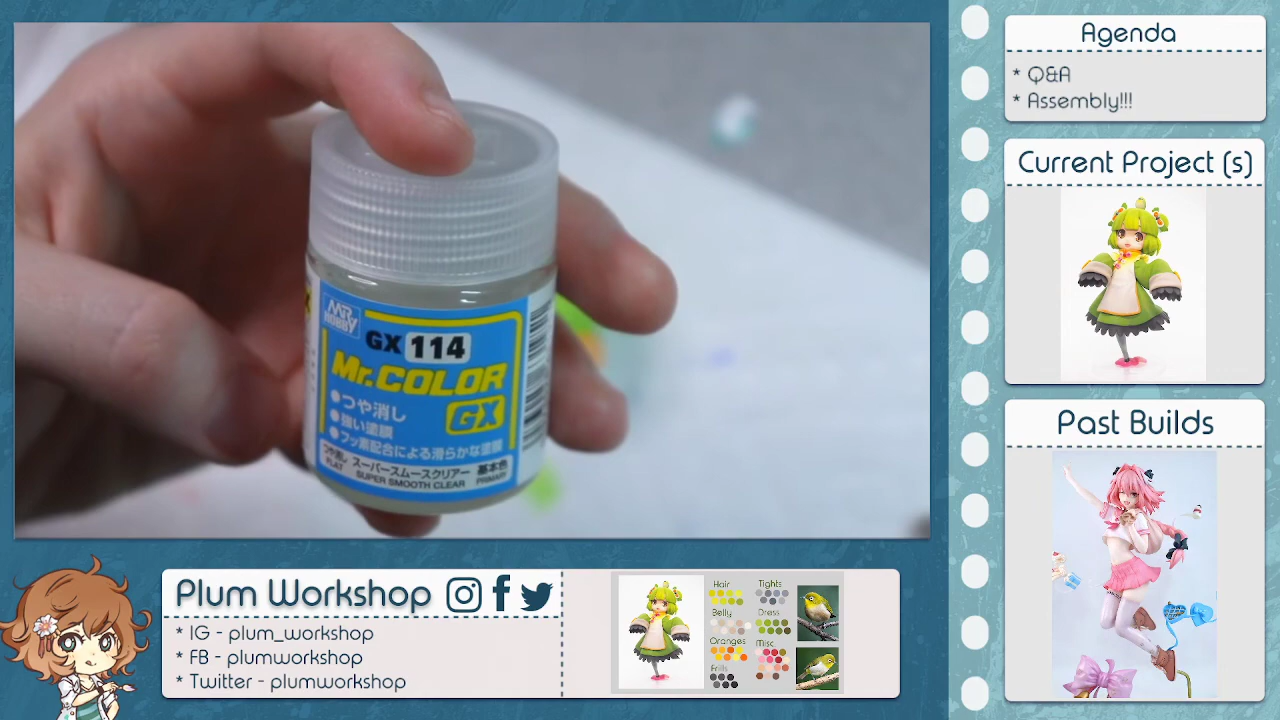 MR. HOBBY
GX 114
Mr. COLOR
GX
●つや消し
●強い塗膜
●フッ素配合による滑らかな塗膜
つや消し スーパースムースクリアー 基本色
FLAT SUPER SMOOTH CLEAR PRIMARY
Agenda
* Q&A
* Assembly!!!
Current Project (s)
Past Builds
Plum Workshop
* IG - plum_workshop
* FB - plumworkshop
* Twitter - plumworkshop
Hair
Tights
Belly
Dress
Oranges
Misc
Frills